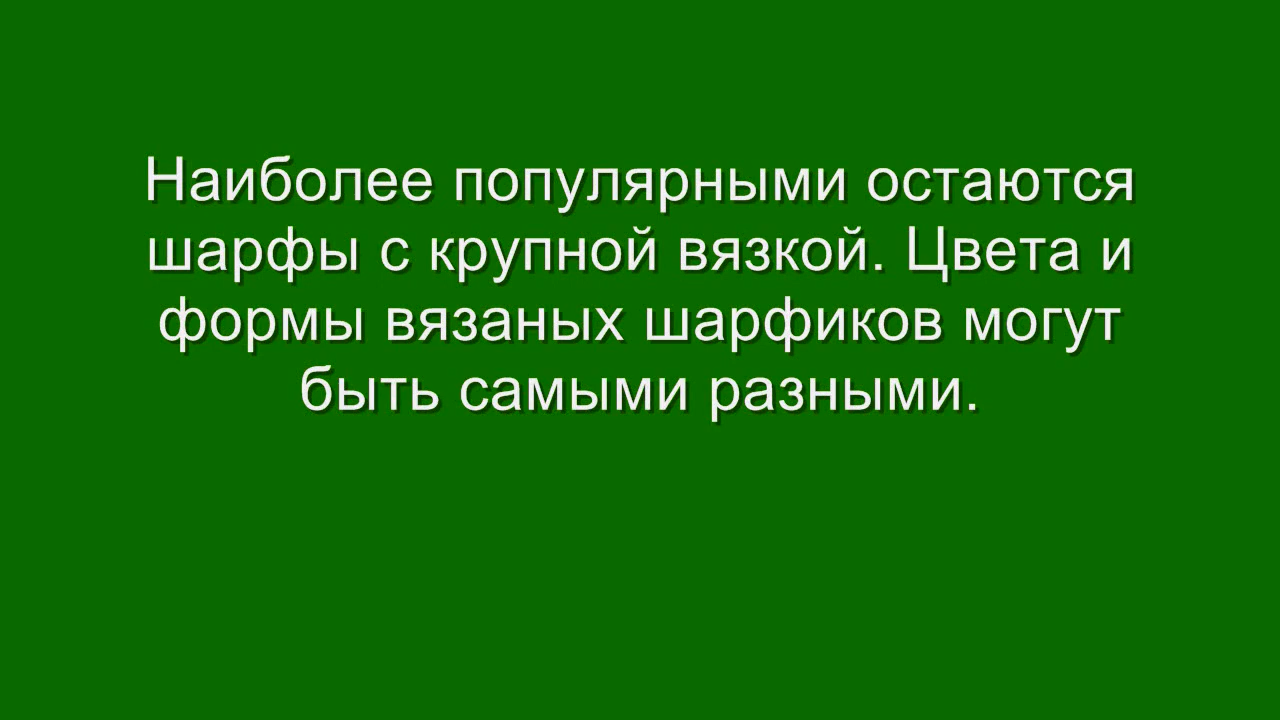 Наиболее популярными остаются
шарфы с крупной вязкой. Цвета и
формы вязаных шарфиков могут
быть самыми разными.